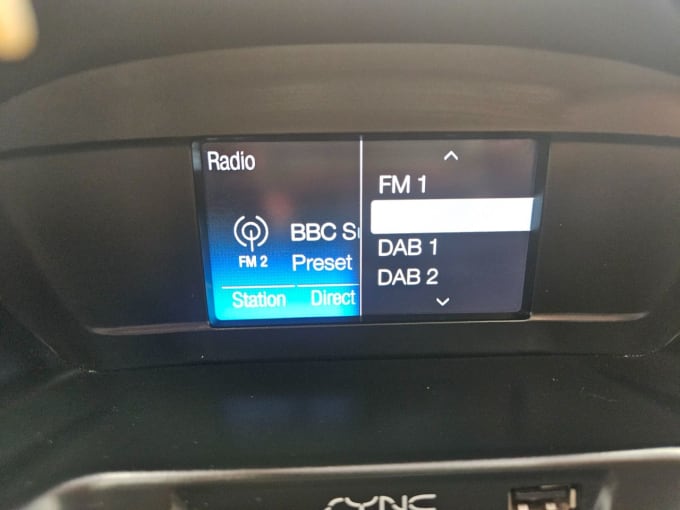 Radio
FM 2
BBC
Preset
Station Direct
FM 1
DAB 1
DAB 2
SYNC